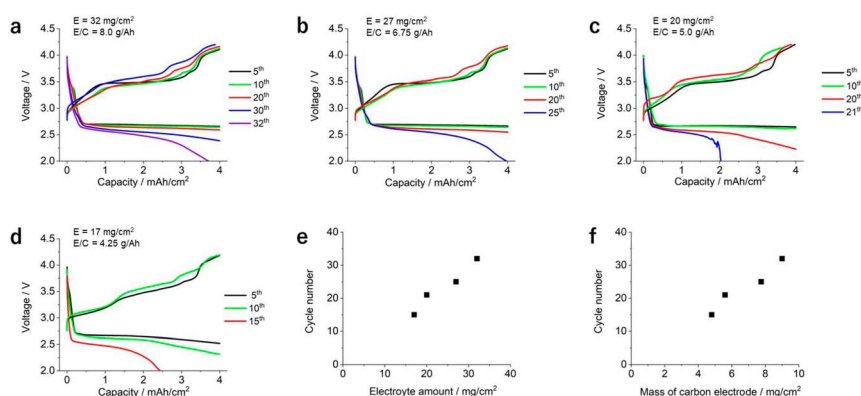 a
E = 32 mg/cm2
E/C = 8.0 g/Ah
Voltage / V
4.5
4.0
3.5
3.0
2.5
2.0
0 1 2 3 4
Capacity / mAh/cm2
5th
10th
20th
30th
32th
b
E = 27 mg/cm2
E/C = 6.75 g/Ah
Voltage / V
4.5
4.0
3.5
3.0
2.5
2.0
0 1 2 3 4
Capacity / mAh/cm2
5th
10th
20th
25th
c
E = 20 mg/cm2
E/C = 5.0 g/Ah
Voltage / V
4.5
4.0
3.5
3.0
2.5
2.0
0 1 2 3 4
Capacity / mAh/cm2
5th
10th
20th
21th
d
E = 17 mg/cm2
E/C = 4.25 g/Ah
Voltage / V
4.5
4.0
3.5
3.0
2.5
2.0
0 1 2 3 4
Capacity / mAh/cm2
5th
10th
15th
e
Cycle number
40
30
20
10
0
0 10 20 30 40
Electroyte amount / mg/cm2
f
Cycle number
40
30
20
10
0
0 2 4 6 8 10
Mass of carbon electrode / mg/cm2